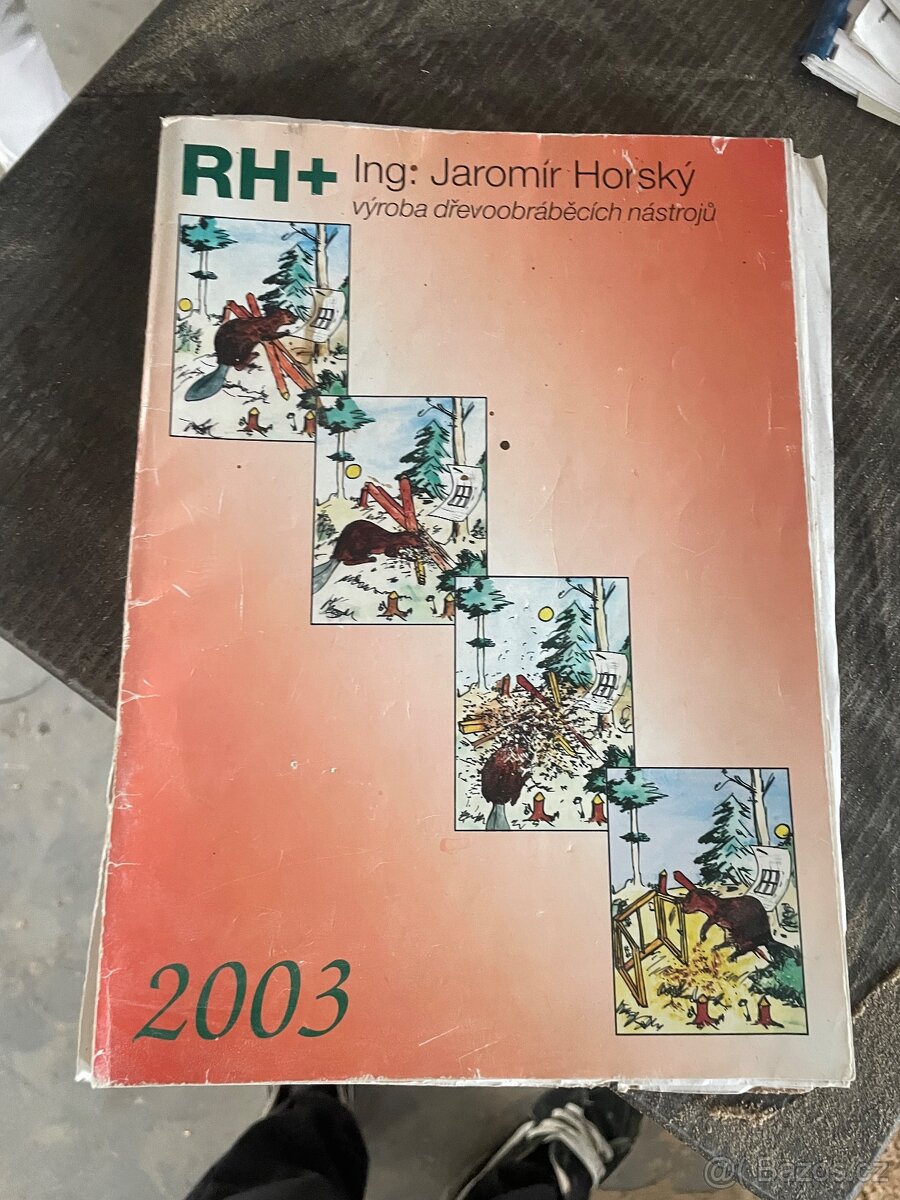 RH+ Ing: Jaromír Horský
výroba dřevoobráběcích nástrojů
2003
@ Bazos.cz